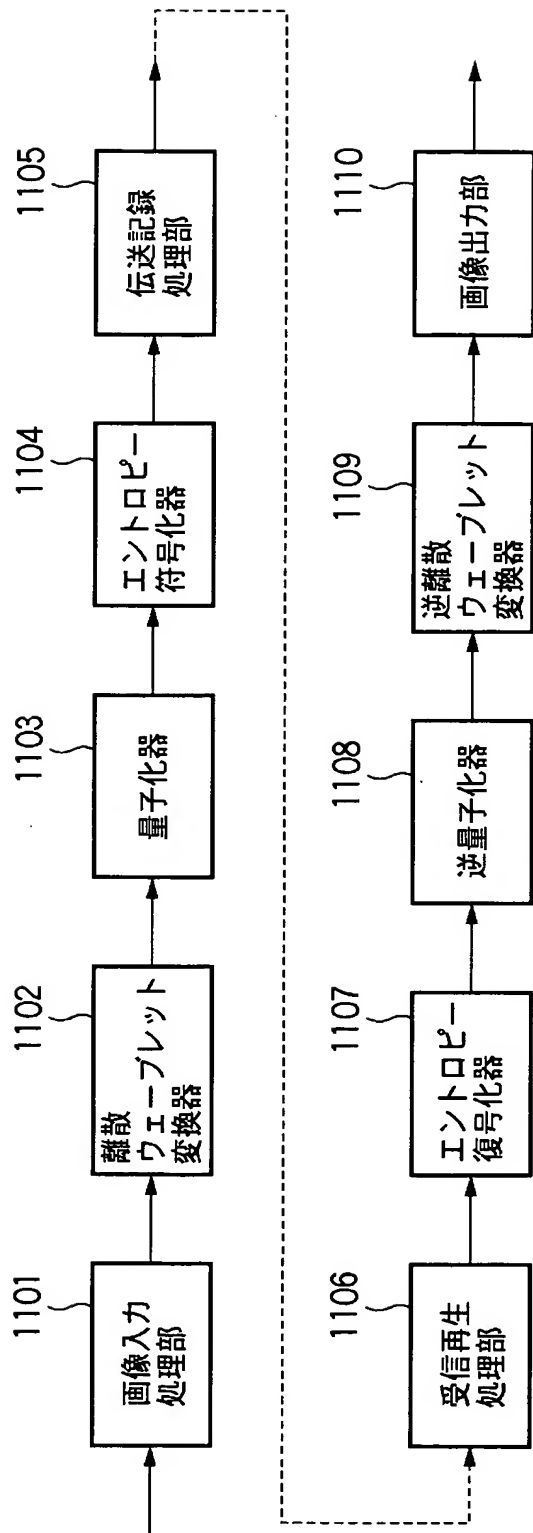 1101
画像入力
処理部
1102
離散
ウェーブレット
変換器
1103
量子化器
1104
エントロピー
符号化器
1105
伝送記録
処理部
1106
受信再生
処理部
1107
エントロピー
復号化器
1108
逆量子化器
1109
逆離散
ウェーブレット
変換器
1110
画像出力部